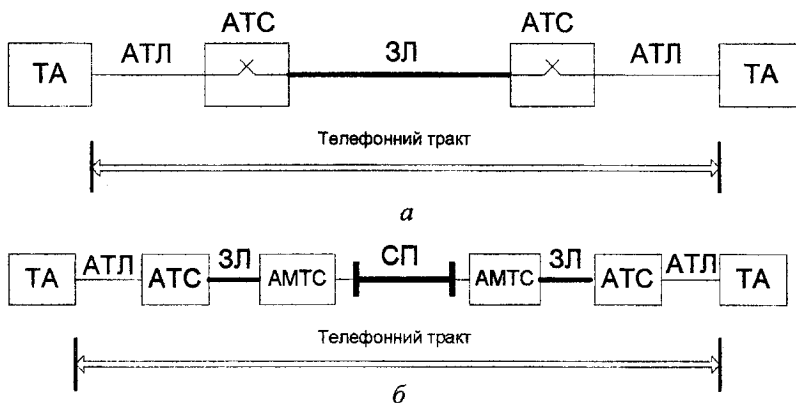 АТС АТС
ТА АТЛ ЗЛ АТЛ ТА
Телефонний тракт
а
ТА АТЛ АТС ЗЛ АМТС СП АМТС ЗЛ АТС АТЛ ТА
Телефонний тракт
б